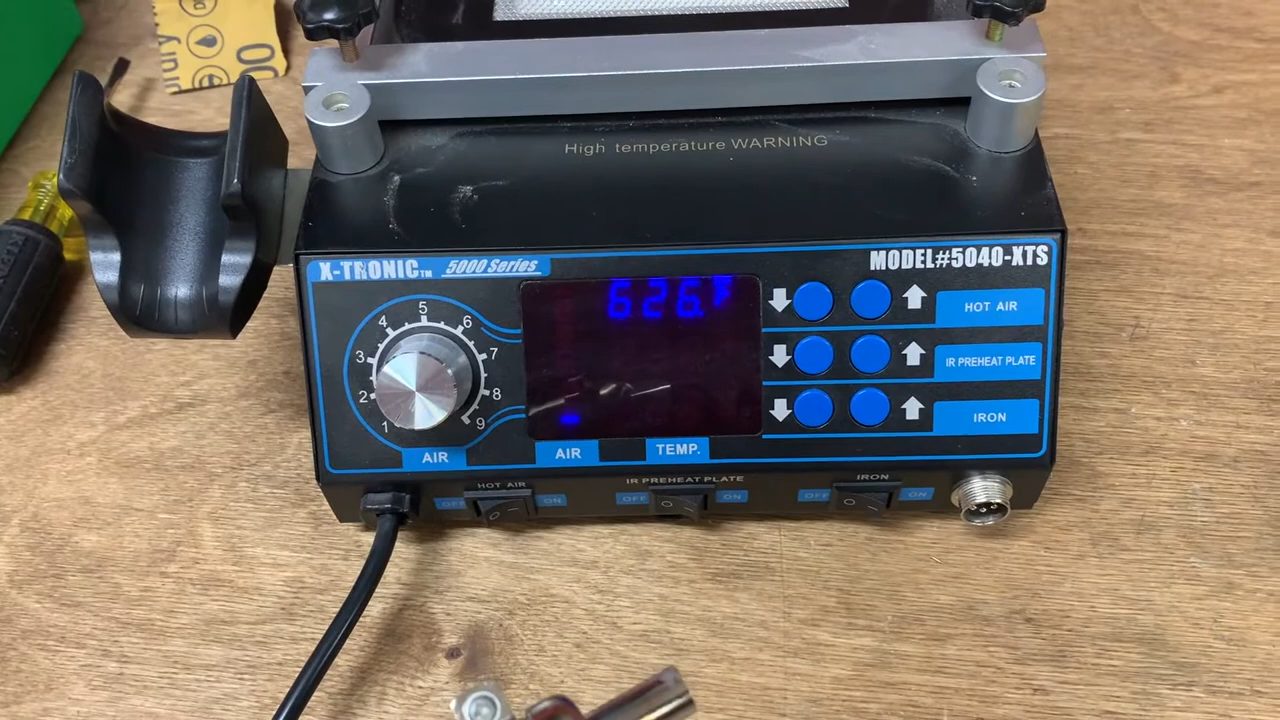 00
High temperature WARNING
X-TRONIC™ 5000 Series
MODEL#5040-XTS
626.°F
HOT AIR
IR PREHEAT PLATE
IRON
1
2
3
4
5
6
7
8
9
AIR
AIR
TEMP.
HOT AIR
OFF
ON
IR PREHEAT PLATE
OFF
ON
IRON
OFF
ON